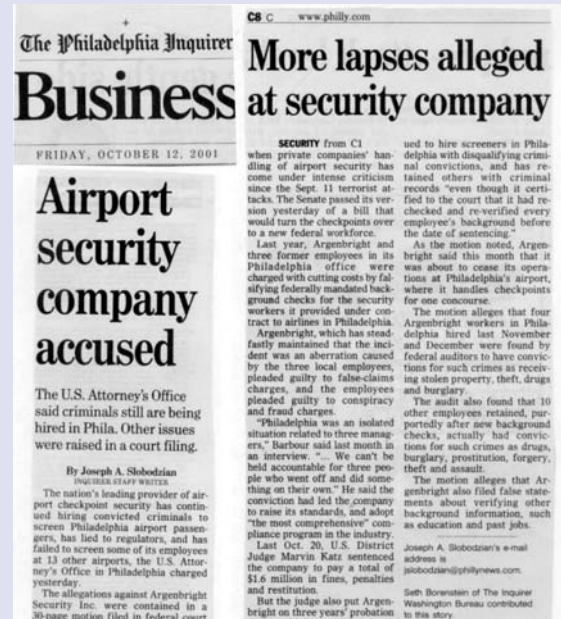 The Philadelphia Inquirer
Business
FRIDAY, OCTOBER 12, 2001
Airport
security
company
accused
The U.S. Attorney's Office
said criminals still are being
hired in Phila. Other issues
were raised in a court filing.
By Joseph A. Slobodzian
INQUIRER STAFF WRITER
The nation's leading provider of air-
port checkpoint security has contin-
ued hiring convicted criminals to
screen Philadelphia airport passen-
gers, has lied to regulators, and has
failed to screen some of its employees
at 13 other airports, the U.S. Attor-
ney's Office in Philadelphia charged
yesterday.
The allegations against Argenbright
Security Inc. were contained in a
30-page motion filed in federal court
C8 C www.philly.com
More lapses alleged
at security company
SECURITY from C1
when private companies' han-
dling of airport security has
come under intense criticism
since the Sept. 11 terrorist at-
tacks. The Senate passed its ver-
sion yesterday of a bill that
would turn the checkpoints over
to a new federal workforce.
Last year, Argenbright and
three former employees in its
Philadelphia office were
charged with cutting costs by fal-
sifying federally mandated back-
ground checks for the security
workers it provided under con-
tract to airlines in Philadelphia.
Argenbright, which has stead-
fastly maintained that the inci-
dent was an aberration caused
by the three local employees,
pleaded guilty to false-claims
charges, and the employees
pleaded guilty to conspiracy
and fraud charges.
"Philadelphia was an isolated
situation related to three manag-
ers," Barbour said last month in
an interview. "... We can't be
held accountable for three peo-
ple who went off and did some-
thing on their own." He said the
conviction had led the company
to raise its standards, and adopt
"the most comprehensive" com-
pliance program in the industry.
Last Oct. 20, U.S. District
Judge Marvin Katz sentenced
the company to pay a total of
$1.6 million in fines, penalties
and restitution.
But the judge also put Argen-
bright on three years' probation
ued to hire screeners in Phila-
delphia with disqualifying crimi-
nal convictions, and has re-
tained others with criminal
records "even though it certi-
fied to the court that it had re-
checked and re-verified every
employee's background before
the date of sentencing."
As the motion noted, Argen-
bright said this month that it
was about to cease its opera-
tions at Philadelphia's airport,
where it handles checkpoints
for one concourse.
The motion alleges that four
Argenbright workers in Phila-
delphia hired last November
and December were found by
federal auditors to have convic-
tions for such crimes as receiv-
ing stolen property, theft, drugs
and burglary.
The audit also found that 10
other employees retained, pur-
portedly after new background
checks, actually had convic-
tions for such crimes as drugs,
burglary, prostitution, forgery,
theft and assault.
The motion alleges that Ar-
genbright also filed false state-
ments about verifying other
background information, such
as education and past jobs.
Joseph A. Slobodzian's e-mail
address is
jslobodzian@phillynews.com.
Seth Borenstein of The Inquirer
Washington Bureau contributed
to this story.